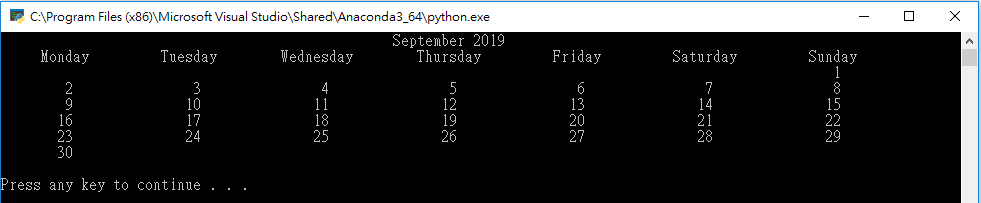 C:\Program Files (x86)\Microsoft Visual Studio\Shared\Anaconda3_64\python.exe
September 2019
Monday Tuesday Wednesday Thursday Friday Saturday Sunday
1
2 3 4 5 6 7 8
9 10 11 12 13 14 15
16 17 18 19 20 21 22
23 24 25 26 27 28 29
30
Press any key to continue . . .